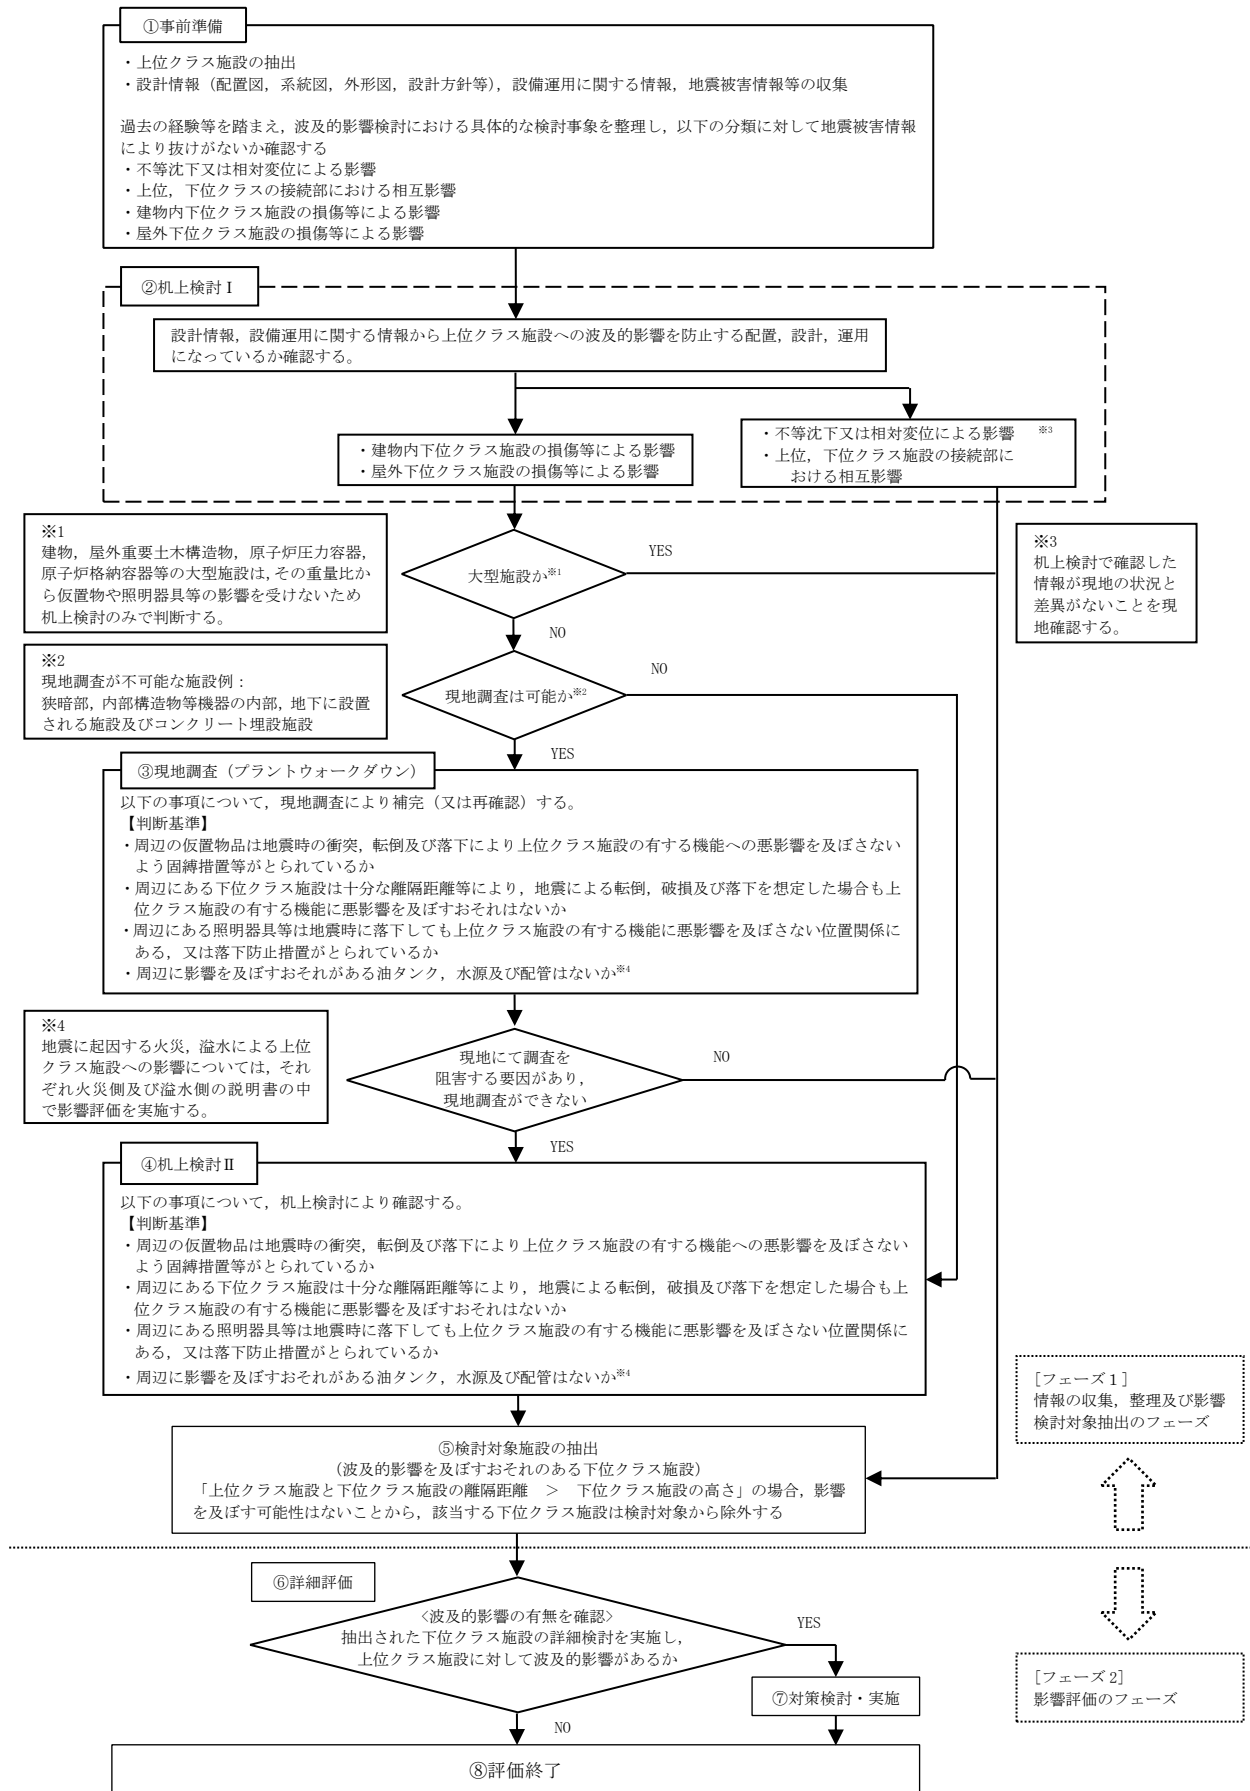 ①事前準備
・上位クラス施設の抽出
・設計情報（配置図，系統図，外形図，設計方針等），設備運用に関する情報，地震被害情報等の収集
過去の経験等を踏まえ，波及的影響検討における具体的な検討事象を整理し，以下の分類に対して地震被害情報
により抜けがないか確認する
・不等沈下又は相対変位による影響
・上位，下位クラスの接続部における相互影響
・建物内下位クラス施設の損傷等による影響
・屋外下位クラス施設の損傷等による影響
②机上検討Ⅰ
設計情報，設備運用に関する情報から上位クラス施設への波及的影響を防止する配置，設計，運用
になっているか確認する。
・建物内下位クラス施設の損傷等による影響
・屋外下位クラス施設の損傷等による影響
・不等沈下又は相対変位による影響 ※3
・上位，下位クラス施設の接続部に
おける相互影響
※1
建物，屋外重要土木構造物，原子炉圧力容器，
原子炉格納容器等の大型施設は，その重量比か
ら仮置物や照明器具等の影響を受けないため
机上検討のみで判断する。
大型施設か※1
YES
※3
机上検討で確認した
情報が現地の状況と
差異がないことを現
地確認する。
NO
※2
現地調査が不可能な施設例：
狭暗部，内部構造物等機器の内部，地下に設置
される施設及びコンクリート埋設施設
現地調査は可能か※2
NO
YES
③現地調査（プラントウォークダウン）
以下の事項について，現地調査により補完（又は再確認）する。
【判断基準】
・周辺の仮置物品は地震時の衝突，転倒及び落下により上位クラス施設の有する機能への悪影響を及ぼさない
よう固縛措置等がとられているか
・周辺にある下位クラス施設は十分な離隔距離等により，地震による転倒，破損及び落下を想定した場合も上
位クラス施設の有する機能に悪影響を及ぼすおそれはないか
・周辺にある照明器具等は地震時に落下しても上位クラス施設の有する機能に悪影響を及ぼさない位置関係に
ある，又は落下防止措置がとられているか
・周辺に影響を及ぼすおそれがある油タンク，水源及び配管はないか※4
※4
地震に起因する火災，溢水による上位
クラス施設への影響については，それ
ぞれ火災側及び溢水側の説明書の中
で影響評価を実施する。
現地にて調査を
阻害する要因があり，
現地調査ができない
NO
YES
④机上検討Ⅱ
以下の事項について，机上検討により確認する。
【判断基準】
・周辺の仮置物品は地震時の衝突，転倒及び落下により上位クラス施設の有する機能への悪影響を及ぼさない
よう固縛措置等がとられているか
・周辺にある下位クラス施設は十分な離隔距離等により，地震による転倒，破損及び落下を想定した場合も上
位クラス施設の有する機能に悪影響を及ぼすおそれはないか
・周辺にある照明器具等は地震時に落下しても上位クラス施設の有する機能に悪影響を及ぼさない位置関係に
ある，又は落下防止措置がとられているか
・周辺に影響を及ぼすおそれがある油タンク，水源及び配管はないか※4
[フェーズ１]
情報の収集，整理及び影響
検討対象抽出のフェーズ
⑤検討対象施設の抽出
（波及的影響を及ぼすおそれのある下位クラス施設）
「上位クラス施設と下位クラス施設の離隔距離　＞　下位クラス施設の高さ」の場合，影響
を及ぼす可能性はないことから，該当する下位クラス施設は検討対象から除外する
⑥詳細評価
<波及的影響の有無を確認>
抽出された下位クラス施設の詳細検討を実施し，
上位クラス施設に対して波及的影響があるか
YES
[フェーズ 2]
影響評価のフェーズ
⑦対策検討・実施
NO
⑧評価終了